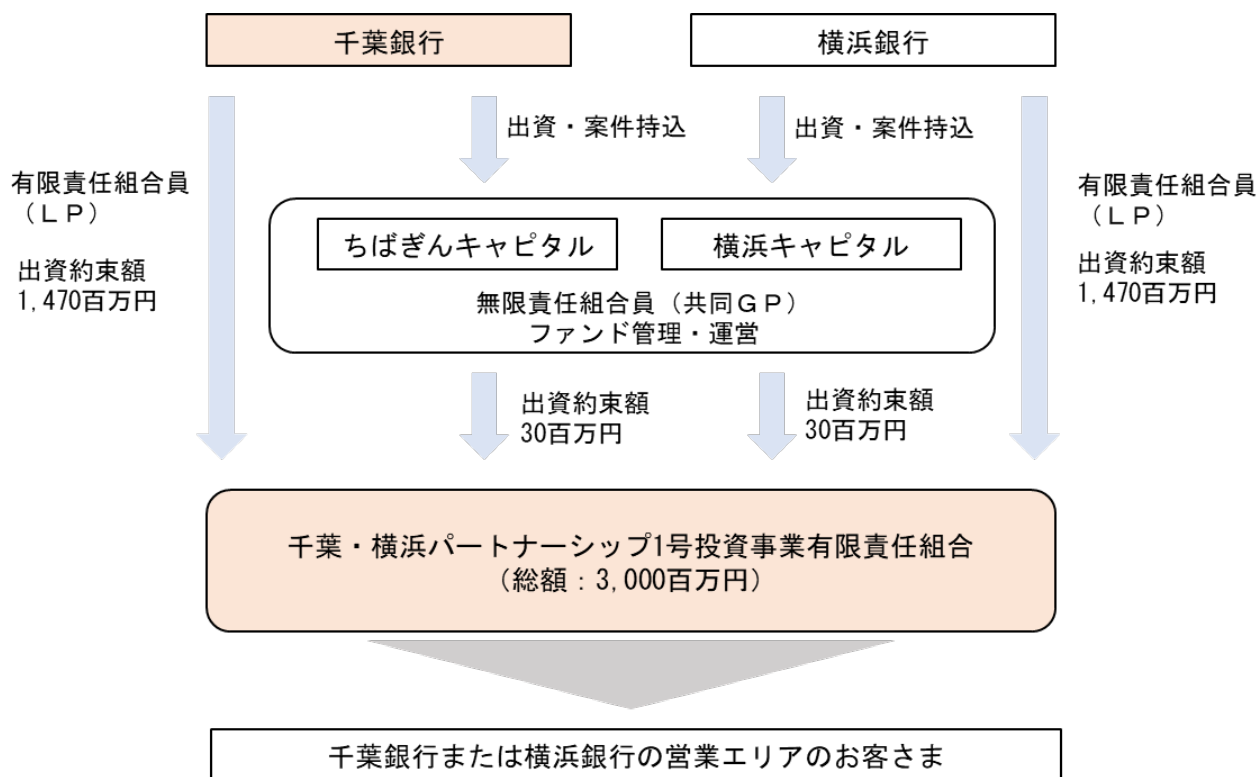 千葉銀行
横浜銀行
出資・案件持込
出資・案件持込
有限責任組合員
（ＬＰ）
出資約束額
1,470百万円
有限責任組合員
（ＬＰ）
出資約束額
1,470百万円
ちばぎんキャピタル
横浜キャピタル
無限責任組合員（共同ＧＰ）
ファンド管理・運営
出資約束額
30百万円
出資約束額
30百万円
千葉・横浜パートナーシップ1号投資事業有限責任組合
（総額：3,000百万円）
千葉銀行または横浜銀行の営業エリアのお客さま